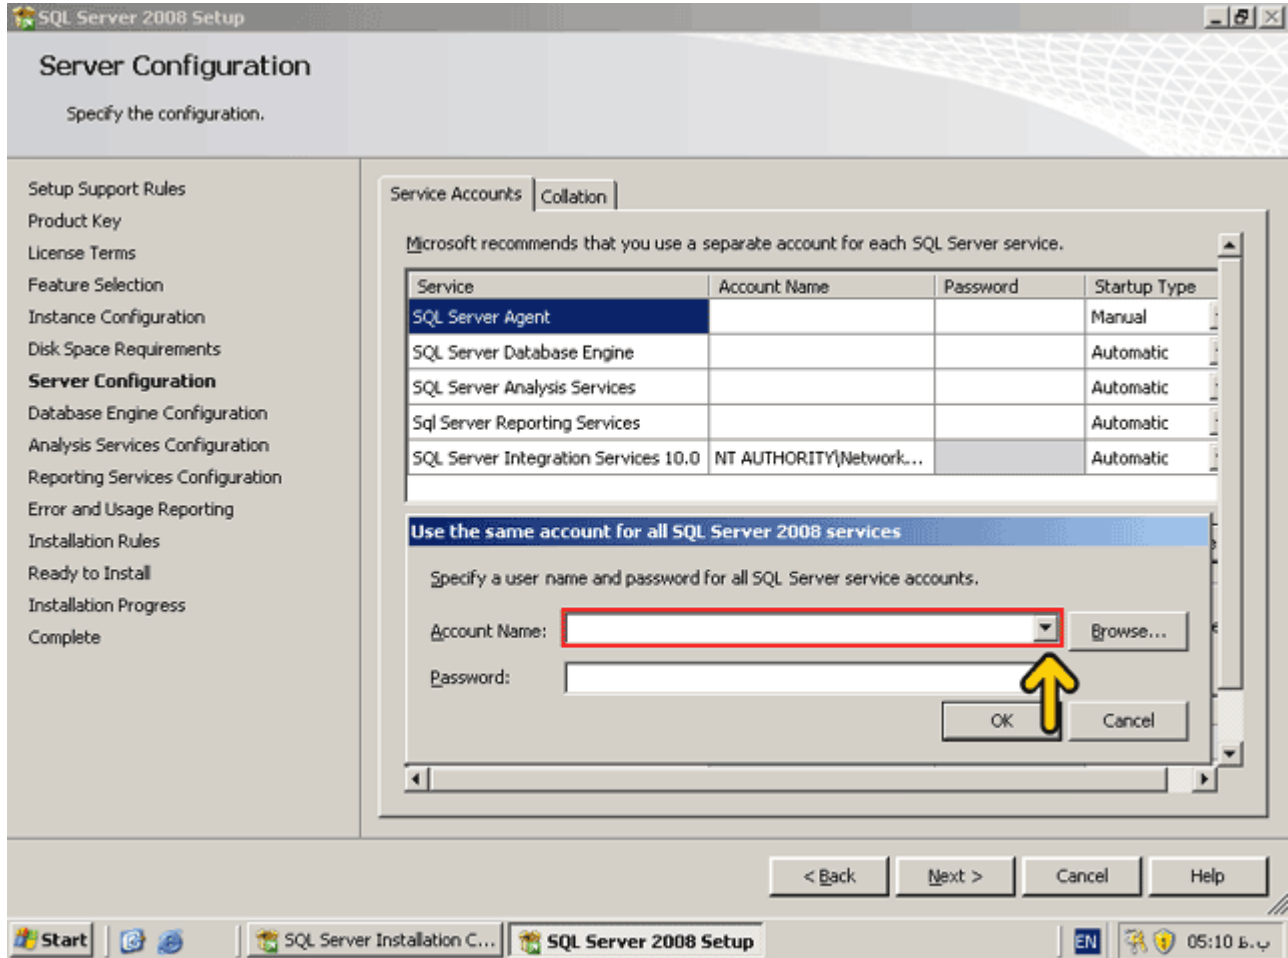 SQL Server 2008 Setup
Server Configuration
Specify the configuration.
Setup Support Rules
Product Key
License Terms
Feature Selection
Instance Configuration
Disk Space Requirements
Server Configuration
Database Engine Configuration
Analysis Services Configuration
Reporting Services Configuration
Error and Usage Reporting
Installation Rules
Ready to Install
Installation Progress
Complete
Service Accounts Collation
Microsoft recommends that you use a separate account for each SQL Server service.
Service Account Name Password Startup Type
SQL Server Agent Manual
SQL Server Database Engine Automatic
SQL Server Analysis Services Automatic
Sql Server Reporting Services Automatic
SQL Server Integration Services 10.0 NT AUTHORITY\Network... Automatic
Use the same account for all SQL Server 2008 services
Specify a user name and password for all SQL Server service accounts.
Account Name: Browse...
Password:
OK Cancel
< Back Next > Cancel Help
Start SQL Server Installation C... SQL Server 2008 Setup EN 05:10 ب.ظ